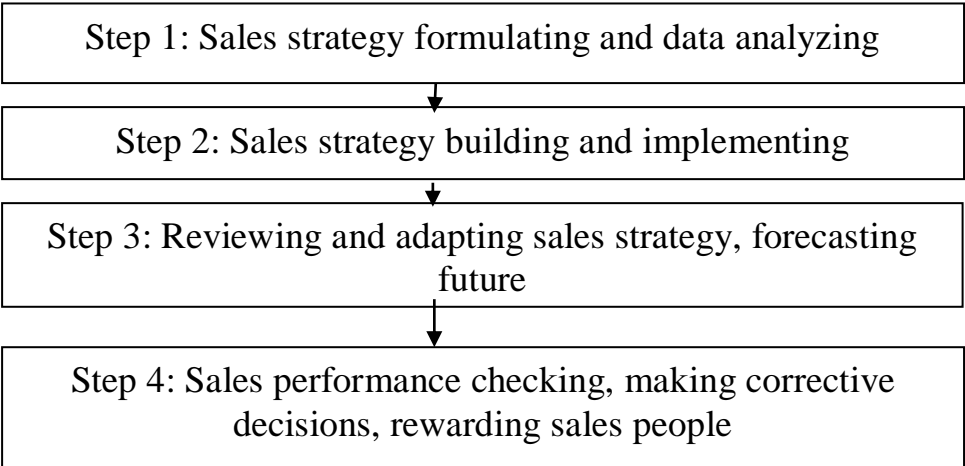 Step 1: Sales strategy formulating and data analyzing
Step 2: Sales strategy building and implementing
Step 3: Reviewing and adapting sales strategy, forecasting
future
Step 4: Sales performance checking, making corrective
decisions, rewarding sales people